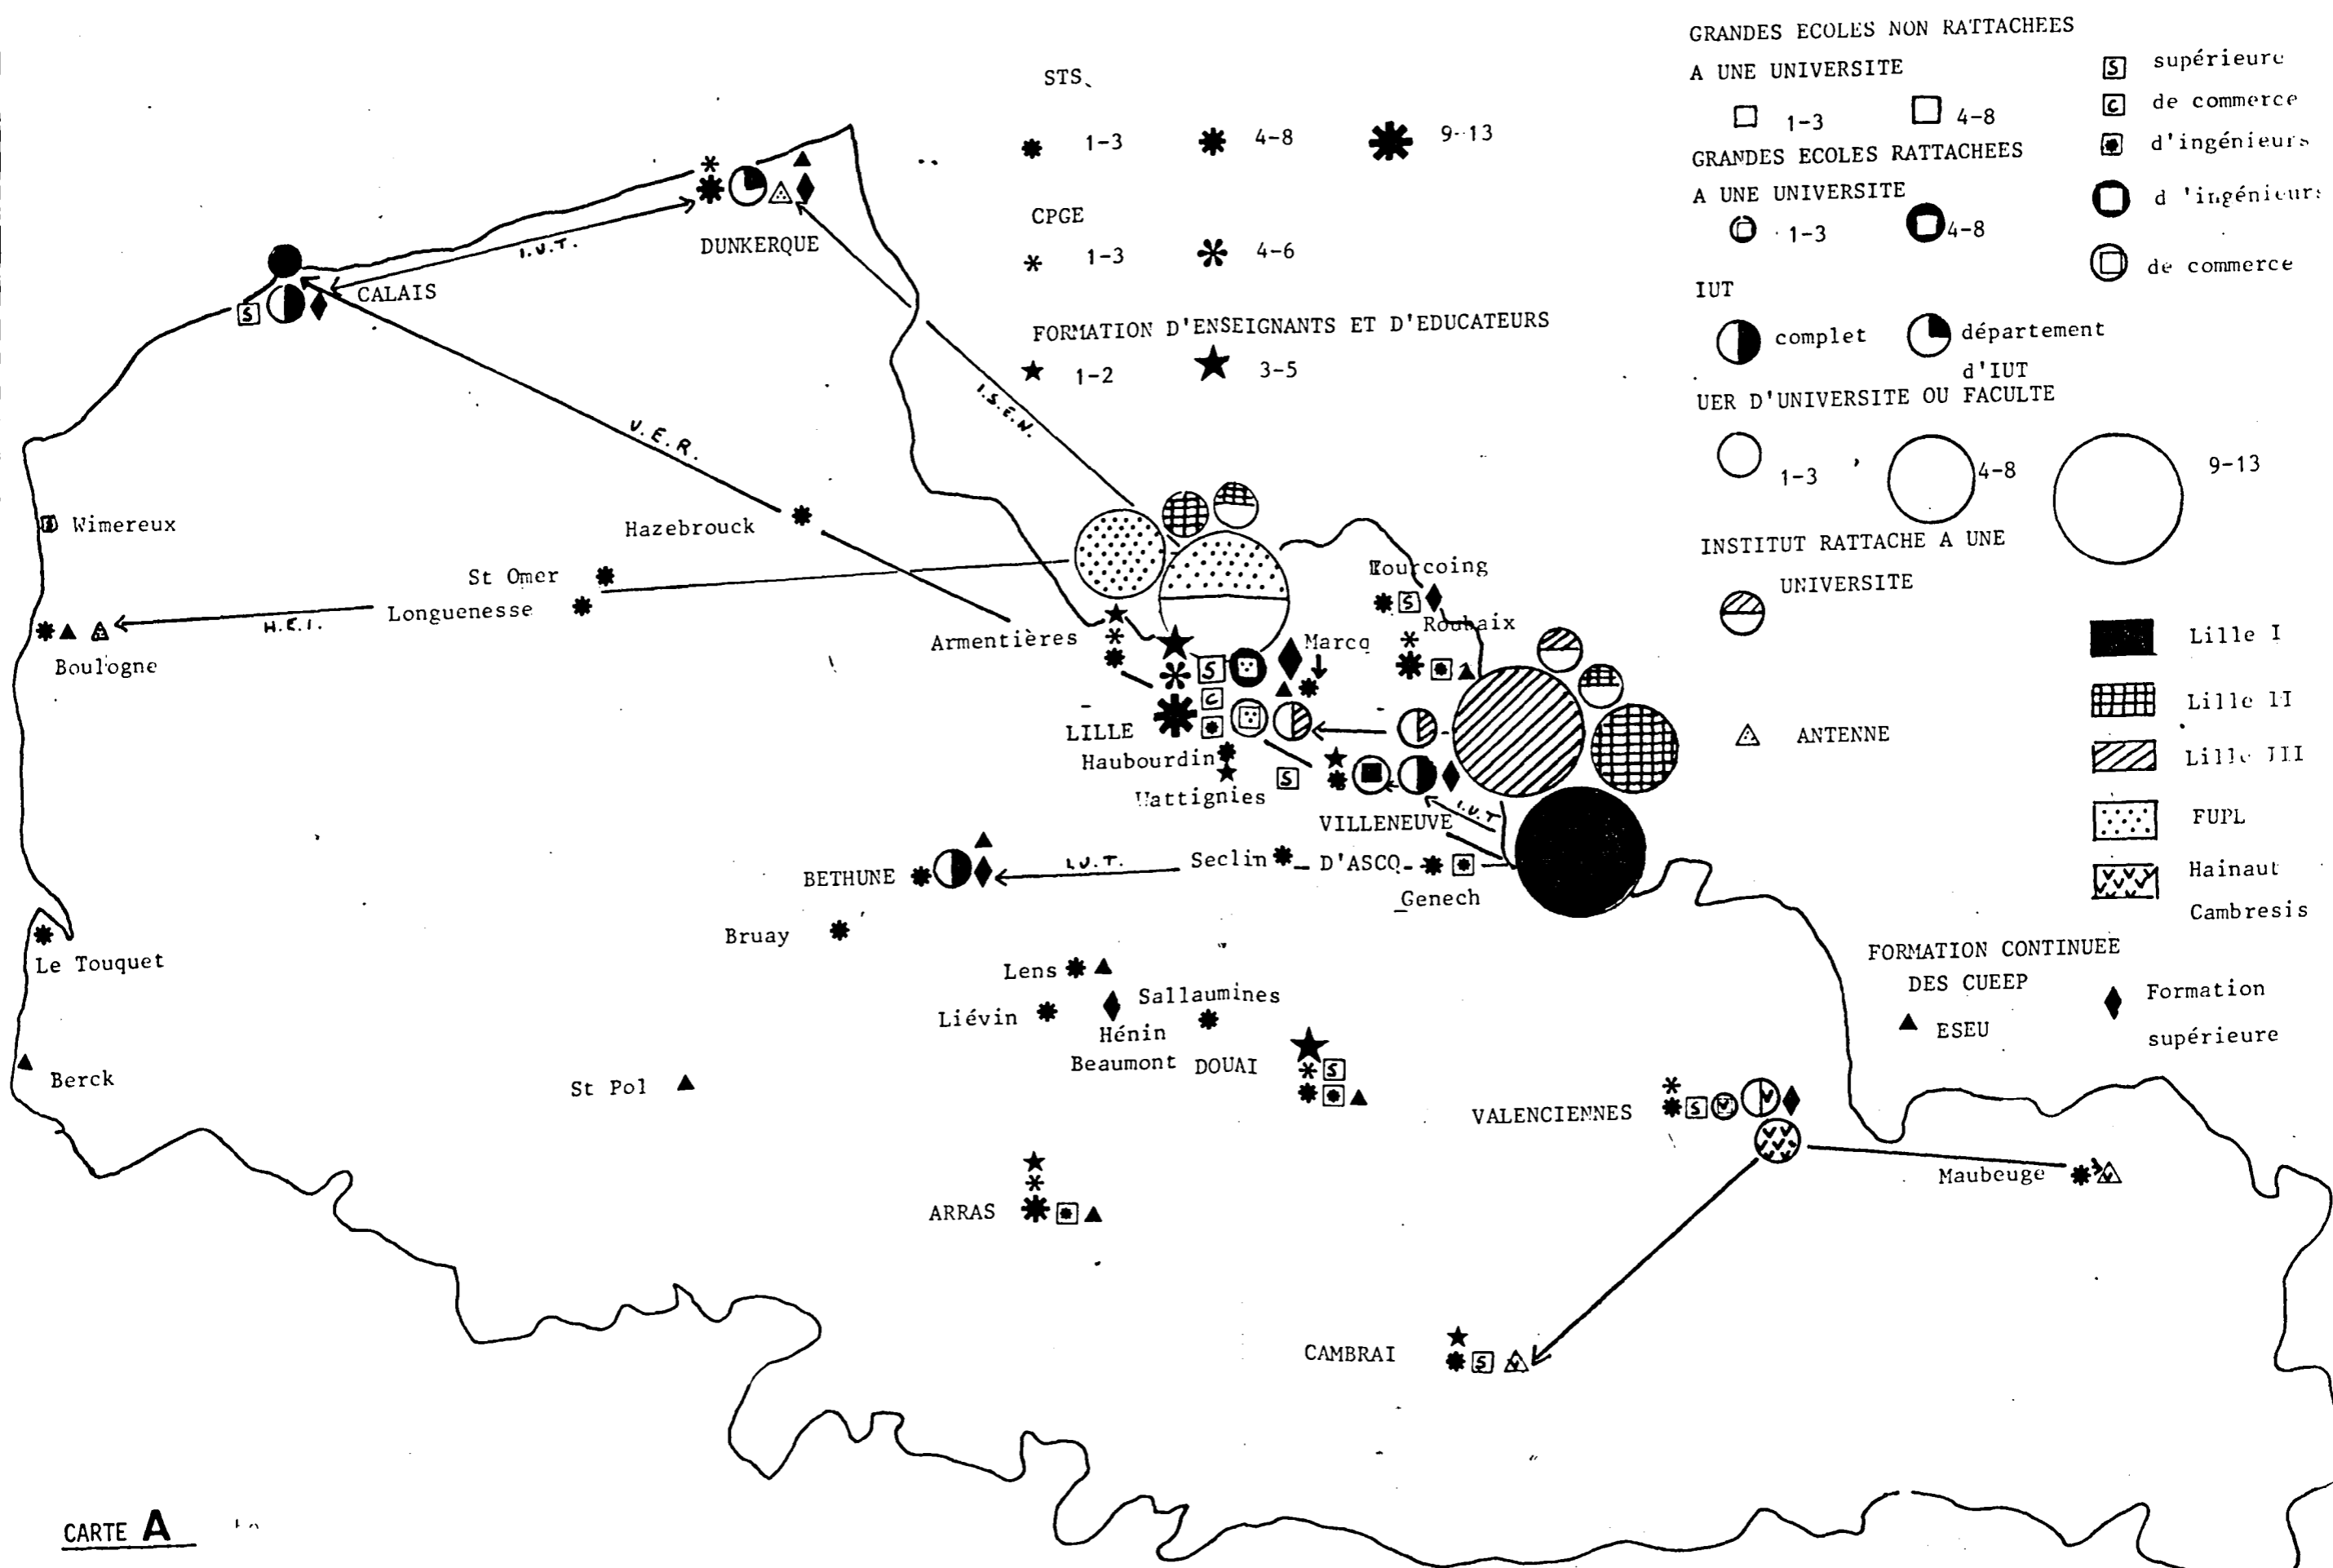 STS
1-3
4-8
9-13
CPGE
1-3
4-6
FORMATION D'ENSEIGNANTS ET D'EDUCATEURS
1-2
3-5
GRANDES ECOLES NON RATTACHEES
A UNE UNIVERSITE
1-3
4-8
S supérieure
C de commerce
d'ingénieurs
GRANDES ECOLES RATTACHEES
A UNE UNIVERSITE
1-3
4-8
d 'ingénieurs
de commerce
IUT
complet
département
d'IUT
UER D'UNIVERSITE OU FACULTE
1-3
4-8
9-13
INSTITUT RATTACHE A UNE
UNIVERSITE
ANTENNE
Lille I
Lille II
Lille III
FUPL
Hainaut
Cambresis
FORMATION CONTINUEE
DES CUEEP
ESEU
Formation
supérieure
DUNKERQUE
I.U.T.
CALAIS
S
I.S.E.N.
U.E.R.
Wimereux
Hazebrouck
St Omer
Longuenesse
H.E.I.
Boulogne
Armentières
Tourcoing
S
Roubaix
Marcq
S
C
LILLE
Haubourdin
Wattignies
S
I.U.T
VILLENEUVE
D'ASCQ
BETHUNE
I.U.T.
Seclin
Genech
Bruay
Le Touquet
Lens
Liévin
Sallaumines
Hénin
Beaumont
DOUAI
S
Berck
St Pol
VALENCIENNES
S
Maubeuge
ARRAS
CAMBRAI
S
CARTE A